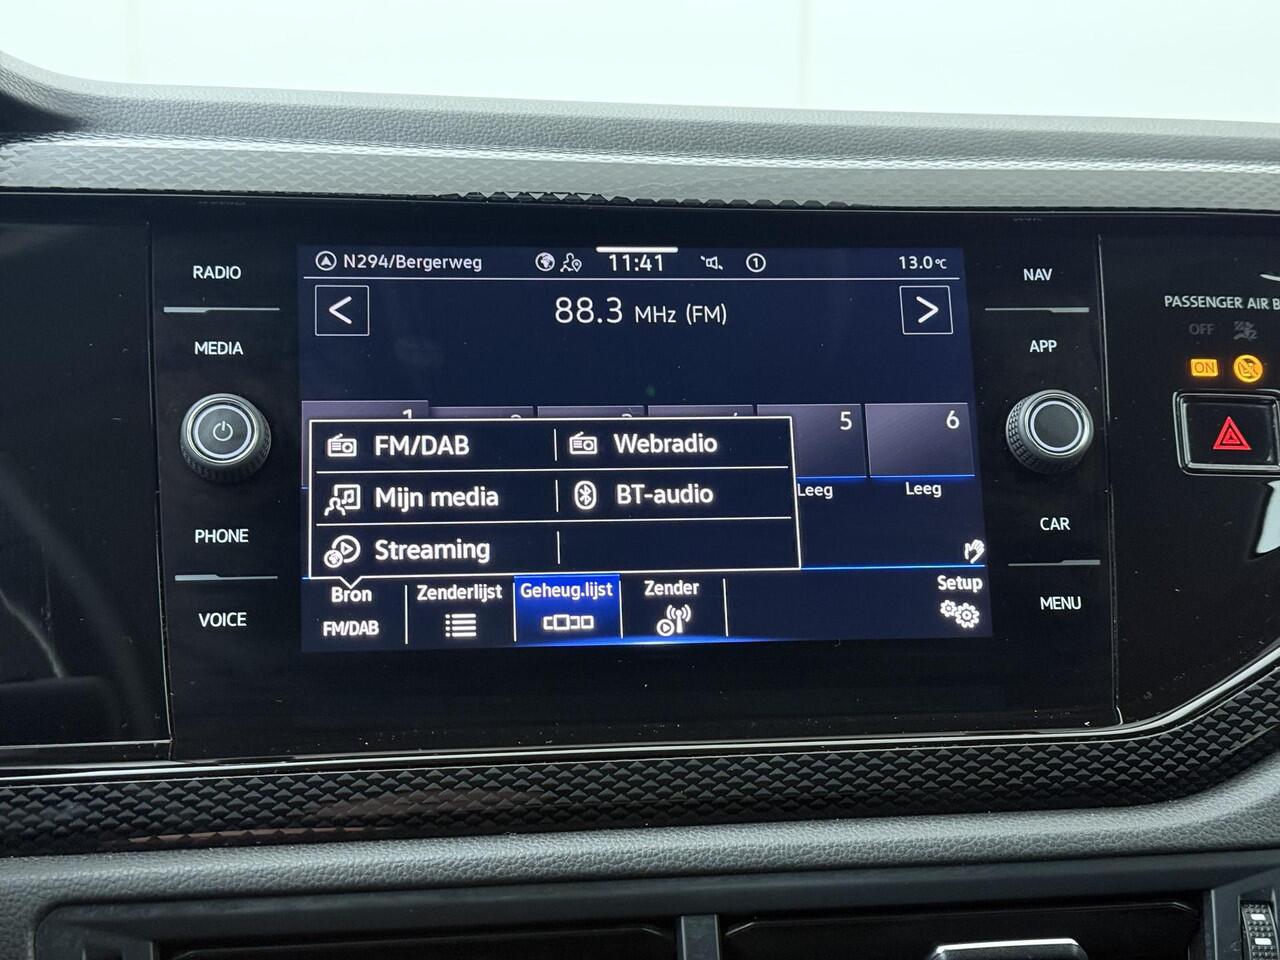 RADIO
MEDIA
PHONE
VOICE
N294/Bergerweg
11:41
1
13.0°C
<
88.3 MHz (FM)
>
1
5
6
FM/DAB
Webradio
Mijn media
BT-audio
Streaming
Leeg
Leeg
Bron
FM/DAB
Zenderlijst
Geheug.lijst
Zender
Setup
NAV
APP
CAR
MENU
PASSENGER AIR B
OFF
ON